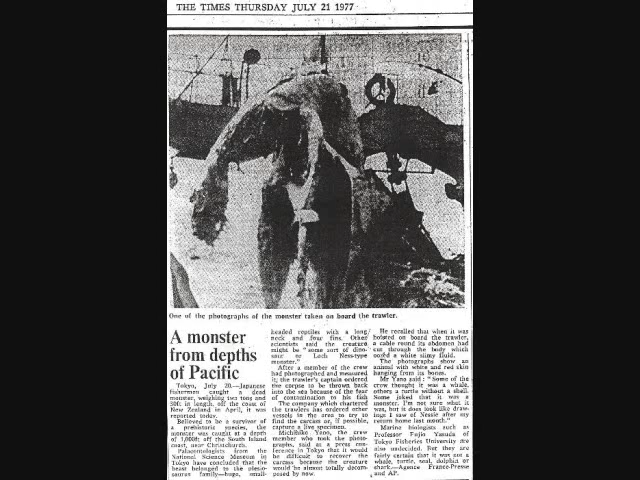 THE TIMES THURSDAY JULY 21 1977
One of the photographs of the monster taken on board the trawler.
A monster
from depths
of Pacific
Tokyo, July 20.—Japanese
fishermen caught a dead
monster, weighing two tons and
30ft in length, off the coast of
New Zealand in April, it was
reported today.
Believed to be a survivor of
a prehistoric species, the
monster was caught at a depth
of 1,000ft off the South Island
coast, near Christchurch.
Palaeontologists from the
National Science Museum in
Tokyo have concluded that the
beast belonged to the plesio-
saurus family—huge, small-
headed reptiles with a long
neck and four fins. Other
scientists said the creature
might be "some sort of dino-
saur or Loch Ness-type
monster."
After a member of the crew
had photographed and measured
it, the trawler's captain ordered
the corpse to be thrown back
into the sea because of the fear
of contamination to his fish
The company which chartered
the trawlers has ordered other
vessels in the area to try to
find the carcass or, if possible,
capture a live specimen.
Michihiko Yano, the crew
member who took the photo-
graphs, said at a press con-
ference in Tokyo that it would
be difficult to recover the
carcass because the creature
would be almost totally decom-
posed by now.
He recalled that when it was
hoisted on board the trawler,
a cable round its abdomen had
cut through the body which
oozed a white slimy fluid.
The photographs show an
animal with white and red skin
hanging from its boom.
Mr Yano said: "Some of the
crew thought it was a whale,
others a turtle without a shell.
Some joked that it was a
monster. I'm not sure what it
was, but it does look like draw-
ings I saw of Nessie after my
return home last month."
Marine biologists such as
Professor Fujio Yasuda of
Tokyo Fisheries University are
also undecided. But they are
fairly certain that it was not a
whale, turtle, seal, dolphin or
shark.—Agence France-Presse
and AP.